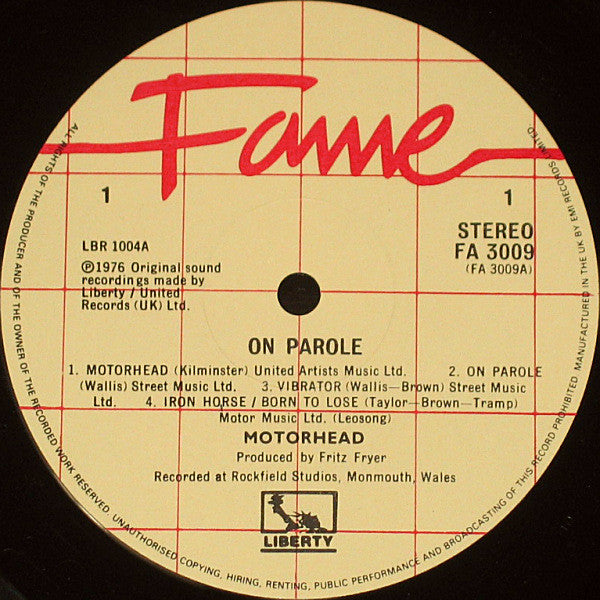 Fame
1
1
LBR 1004A
STEREO
FA 3009
(FA 3009A)
℗1976 Original sound
recordings made by
Liberty / United
Records (UK) Ltd.
ON PAROLE
1. MOTORHEAD (Kilminster) United Artists Music Ltd. 2. ON PAROLE
(Wallis) Street Music Ltd. 3. VIBRATOR (Wallis—Brown) Street Music
Ltd. 4. IRON HORSE / BORN TO LOSE (Taylor—Brown—Tramp)
Motor Music Ltd. (Leosong)
MOTORHEAD
Produced by Fritz Fryer
Recorded at Rockfield Studios, Monmouth, Wales
LIBERTY
ALL RIGHTS OF THE PRODUCER AND OF THE OWNER OF THE RECORDED WORK RESERVED. UNAUTHORISED COPYING, HIRING, RENTING, PUBLIC PERFORMANCE AND BROADCASTING OF THIS RECORD PROHIBITED. MANUFACTURED IN THE UK BY EMI RECORDS LIMITED